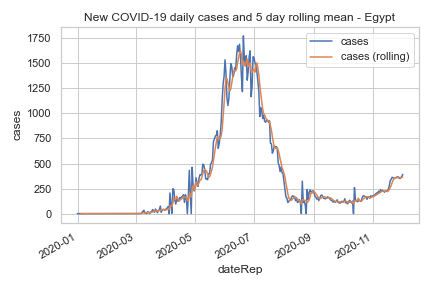 New COVID-19 daily cases and 5 day rolling mean - Egypt
cases
cases (rolling)
1750
1500
1250
1000
750
500
250
0
cases
2020-01
2020-03
2020-05
2020-07
2020-09
2020-11
dateRep